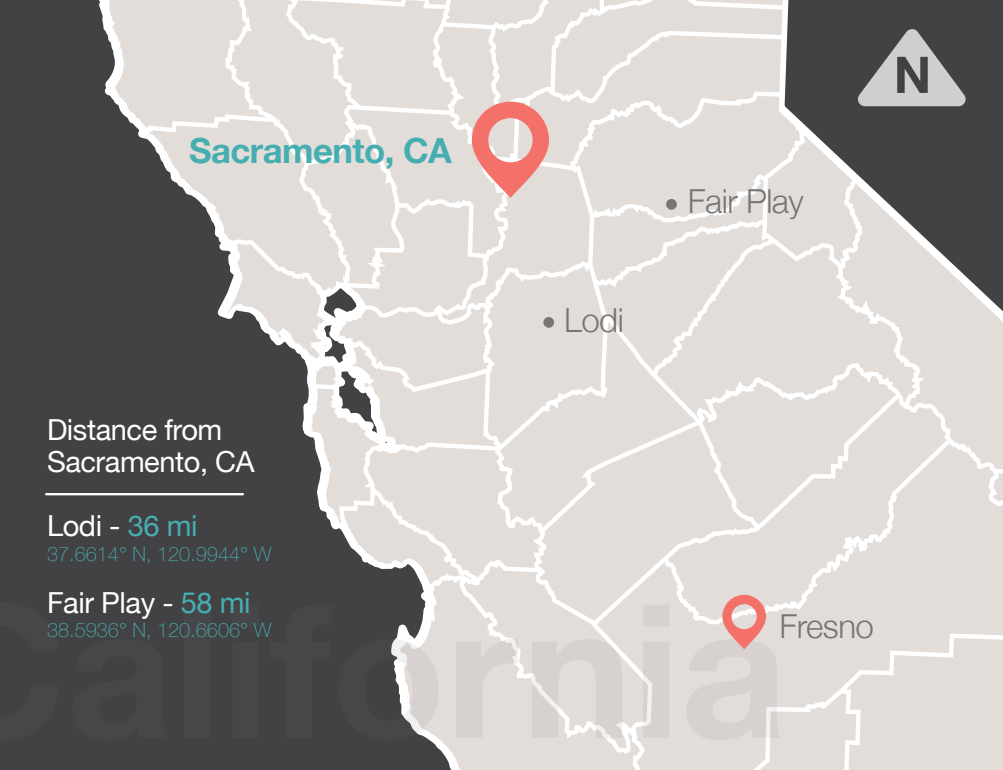 N
Sacramento, CA
Fair Play
Lodi
Distance from
Sacramento, CA
Lodi - 36 mi
37.6614° N, 120.9944° W
Fair Play - 58 mi
38.5936° N, 120.6606° W
Fresno
California